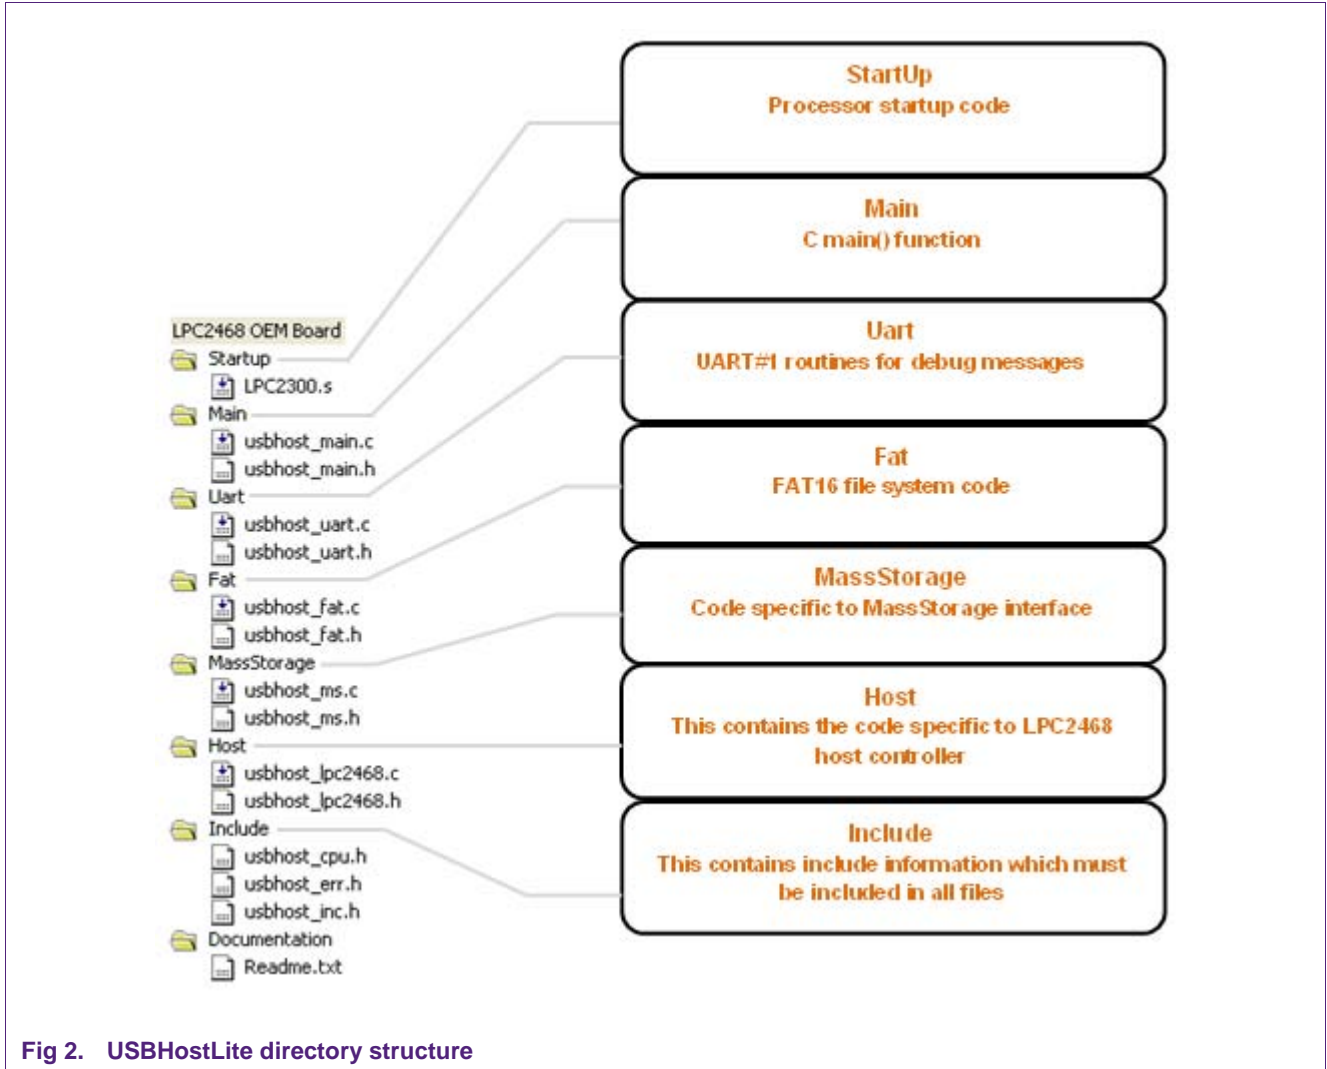 LPC2468 OEM Board
Startup
LPC2300.s
Main
usbhost_main.c
usbhost_main.h
Uart
usbhost_uart.c
usbhost_uart.h
Fat
usbhost_fat.c
usbhost_fat.h
MassStorage
usbhost_ms.c
usbhost_ms.h
Host
usbhost_lpc2468.c
usbhost_lpc2468.h
Include
usbhost_cpu.h
usbhost_err.h
usbhost_inc.h
Documentation
Readme.txt
StartUp
Processor startup code
Main
C main() function
Uart
UART#1 routines for debug messages
Fat
FAT16 file system code
MassStorage
Code specific to MassStorage interface
Host
This contains the code specific to LPC2468
host controller
Include
This contains include information which must
be included in all files
Fig 2. USBHostLite directory structure